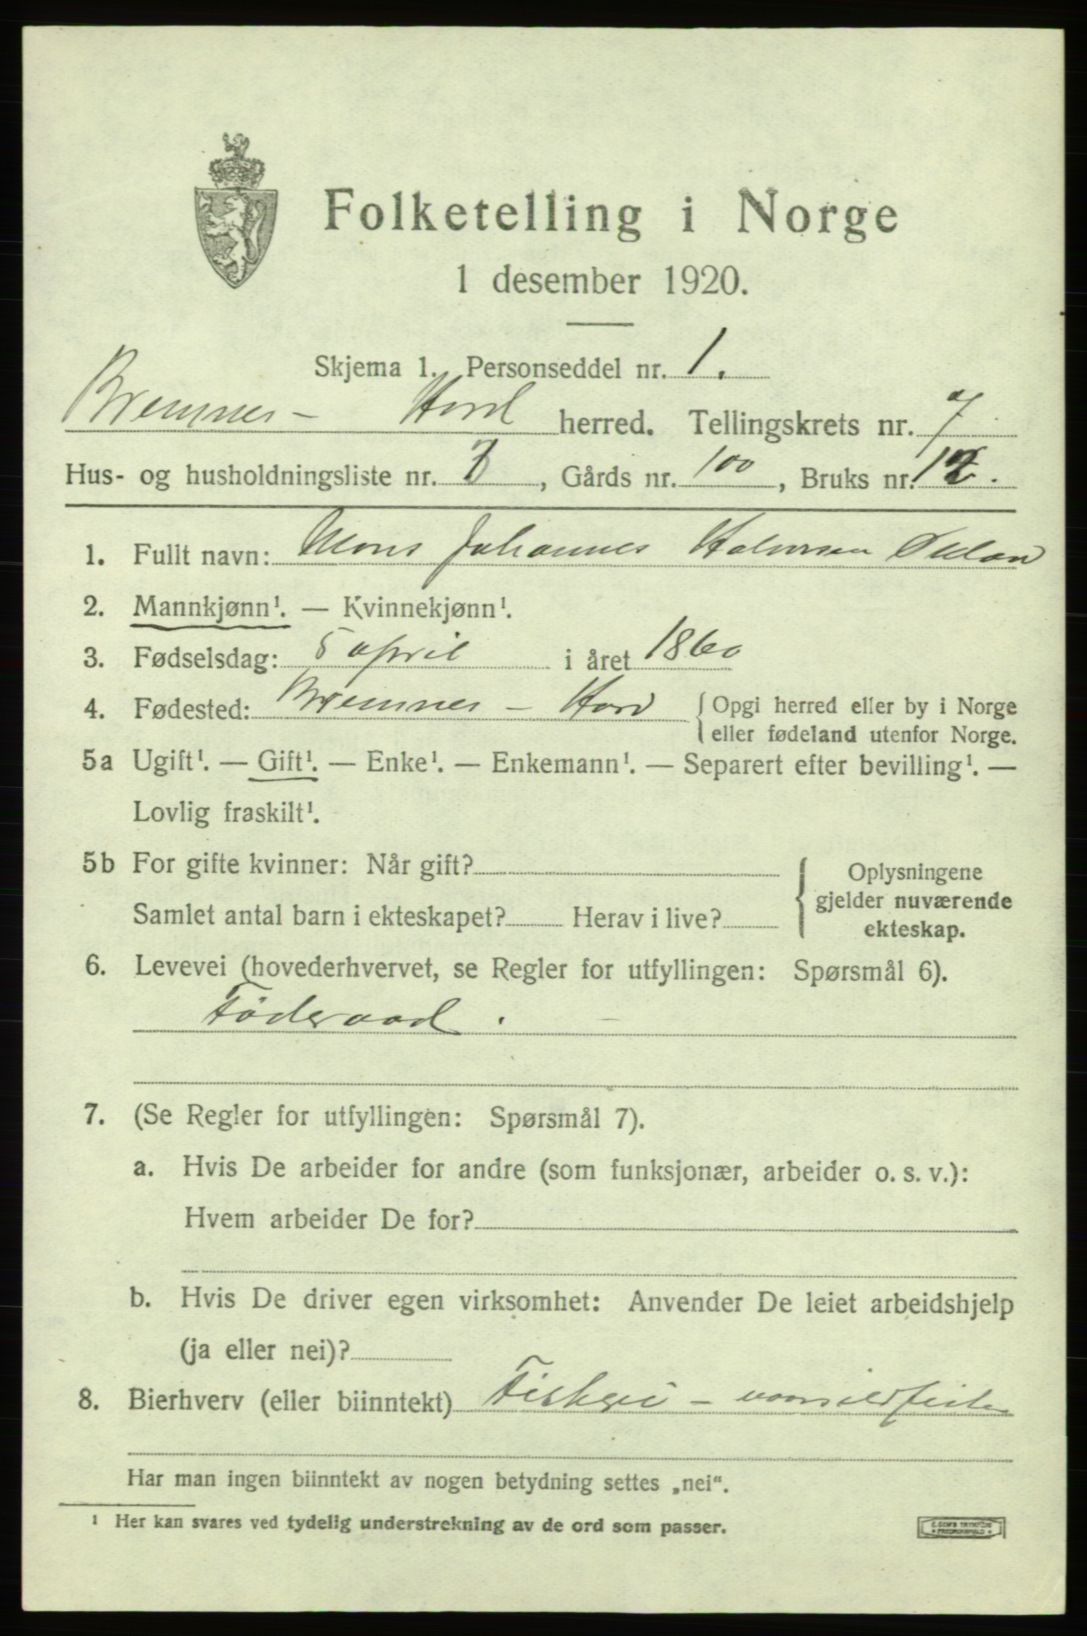 Folketelling i Norge
1 desember 1920.
Skjema 1. Personseddel nr. 1.
Bremnes – Hord herred. Tellingskrets nr. 7
Hus- og husholdningsliste nr. 7, Gårds nr. 100, Bruks nr. 12.
1. Fullt navn: Mons Johannes Halvorsen
2. Mannkjønn¹. — Kvinnekjønn¹.
3. Fødselsdag: 5 april i året 1860
4. Fødested: Bremnes – Hord {Opgi herred eller by i Norge
eller fødeland utenfor Norge.
5a Ugift¹. — Gift¹. — Enke¹. — Enkemann¹. — Separert efter bevilling¹. —
Lovlig fraskilt¹.
5b For gifte kvinner: Når gift? { Oplysningene
gjelder nuværende
Samlet antal barn i ekteskapet? Herav i live?
ekteskap.
6. Levevei (hovederhvervet, se Regler for utfyllingen: Spørsmål 6).
Föderaad.
7. (Se Regler for utfyllingen: Spørsmål 7).
a. Hvis De arbeider for andre (som funksjonær, arbeider o. s. v.):
Hvem arbeider De for?
b. Hvis De driver egen virksomhet: Anvender De leiet arbeidshjelp
(ja eller nei)?
8. Bierhverv (eller biinntekt) Fiskeri –
Har man ingen biinntekt av nogen betydning settes „nei“.
¹ Her kan svares ved tydelig understrekning av de ord som passer.